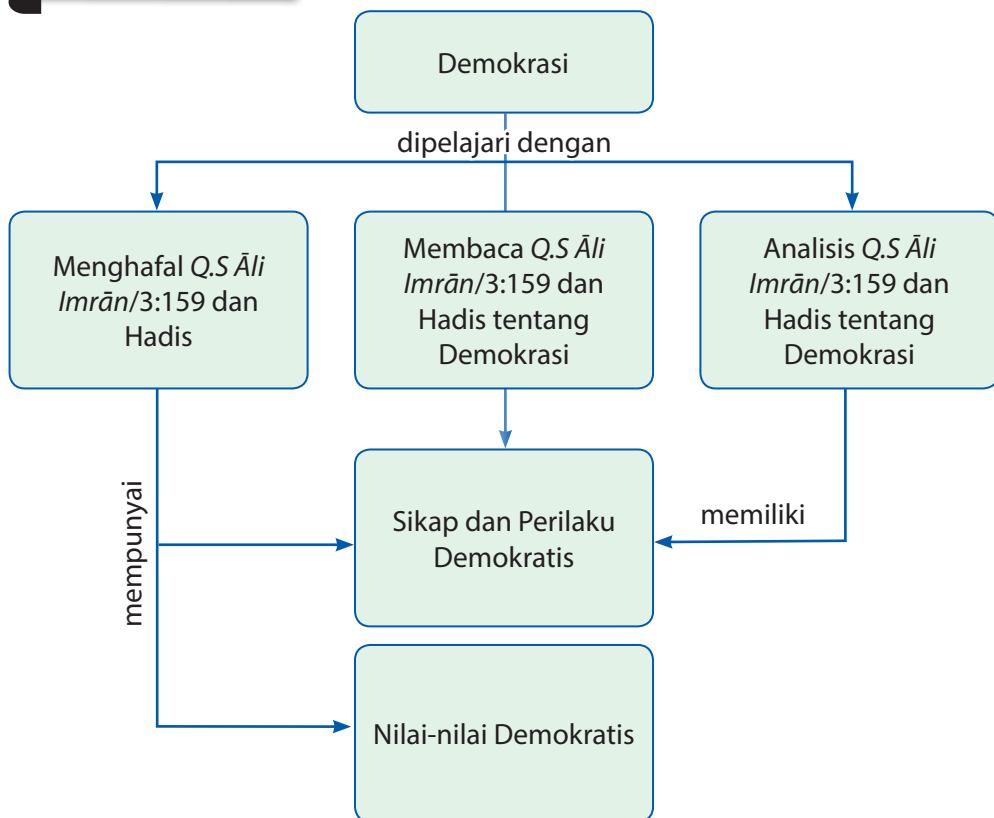 Demokrasi
dipelajari dengan
Menghafal Q.S Āli
Imrān/3:159 dan
Hadis
Membaca Q.S Āli
Imrān/3:159 dan
Hadis tentang
Demokrasi
Analisis Q.S Āli
Imrān/3:159 dan
Hadis tentang
Demokrasi
mempunyai
Sikap dan Perilaku
Demokratis
memiliki
Nilai-nilai Demokratis